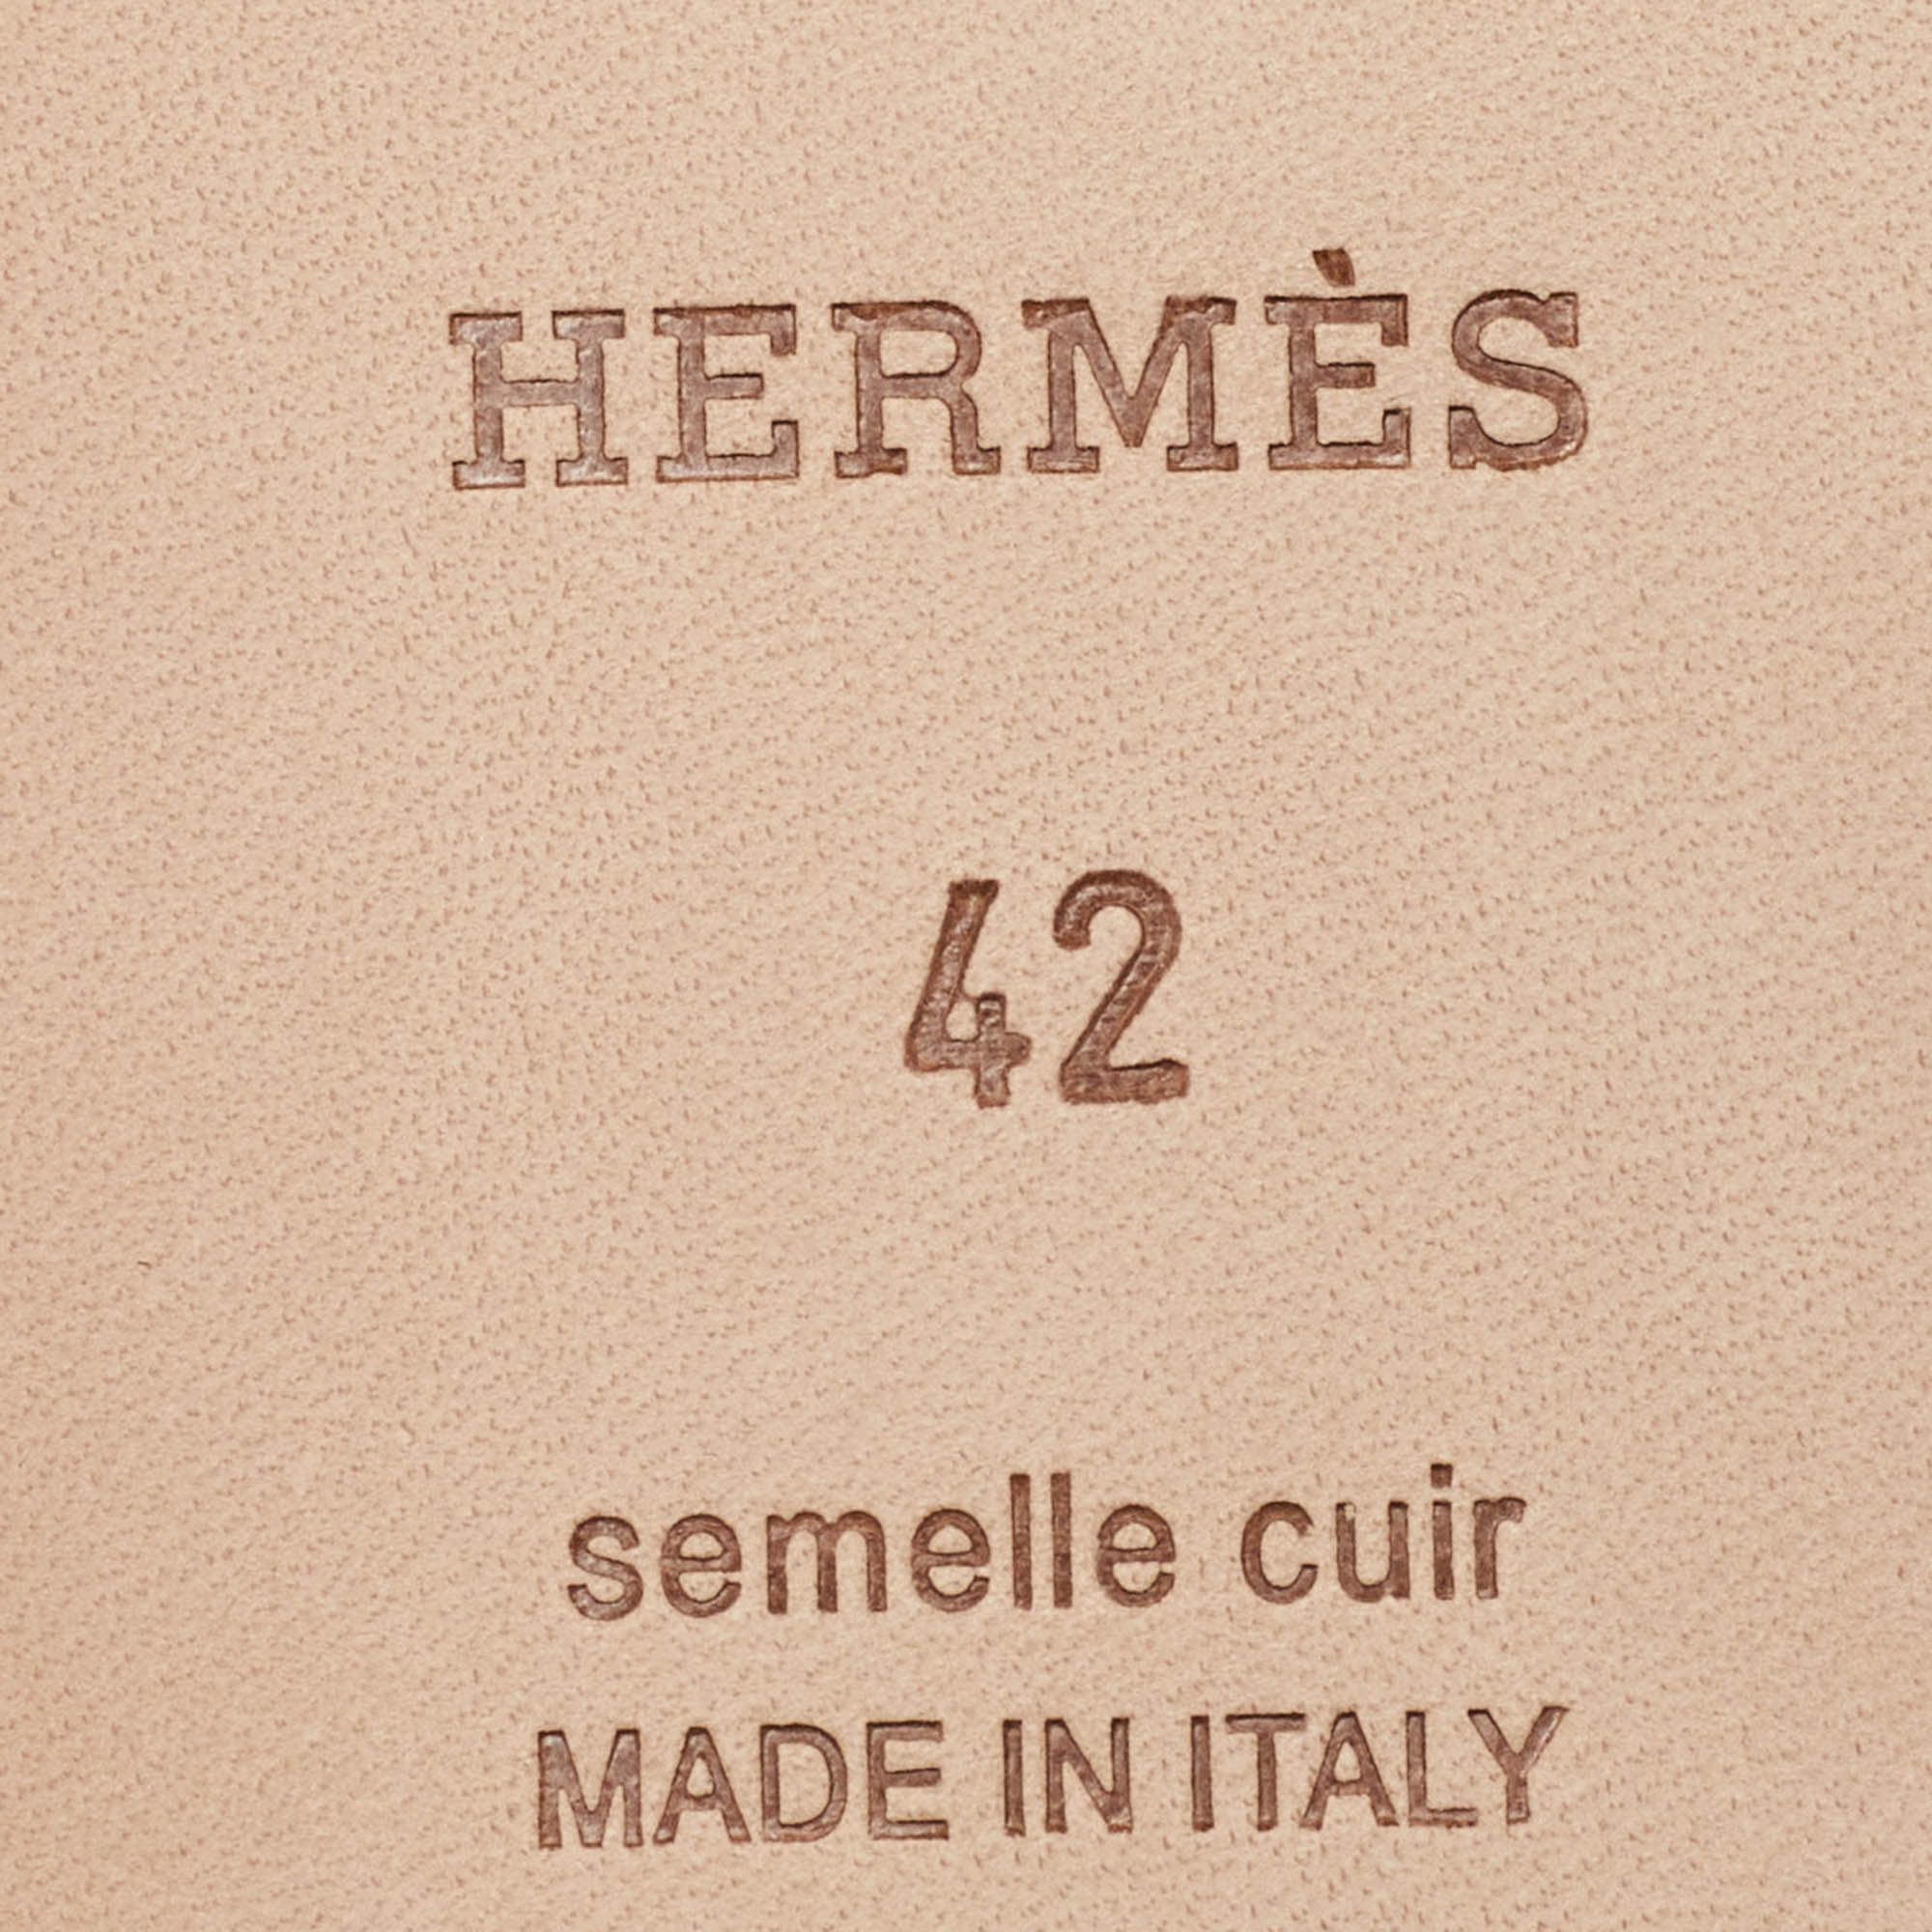 HERMÈS
42
semelle cuir
MADE IN ITALY